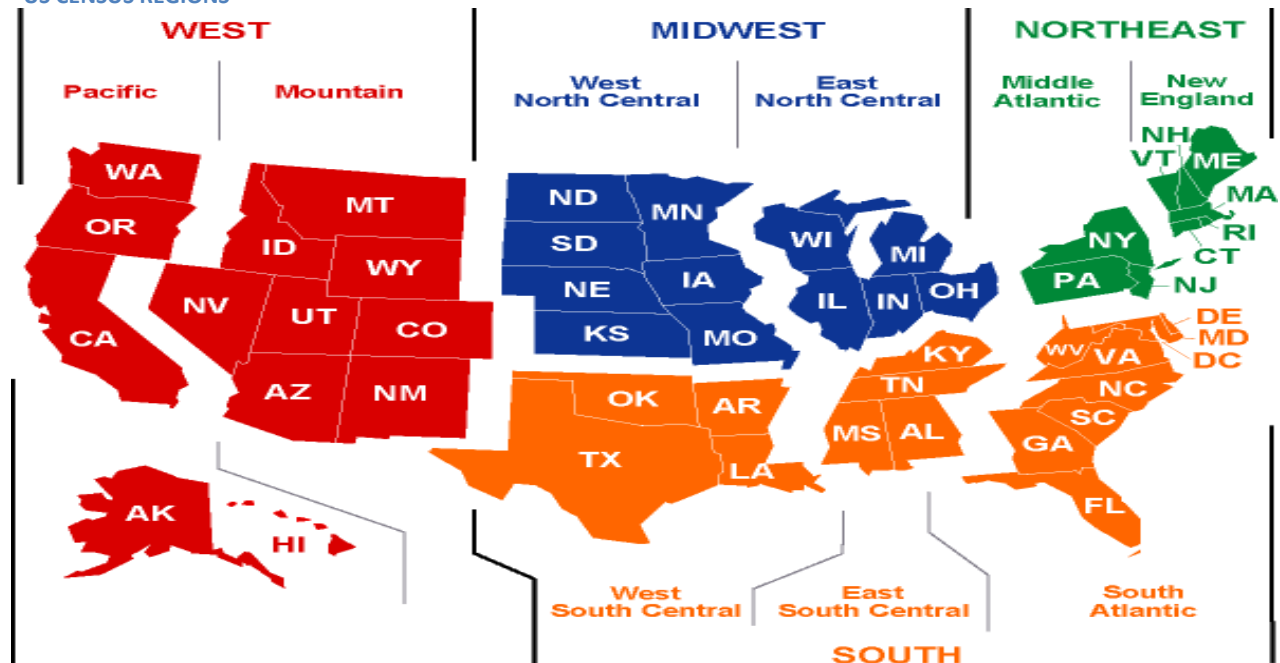 US CENSUS REGIONS
WEST
MIDWEST
NORTHEAST
Pacific
Mountain
West
North Central
East
North Central
Middle
Atlantic
New
England
WA
OR
CA
MT
ID
WY
NV
UT
CO
AZ
NM
AK
HI
ND
SD
NE
KS
MN
IA
MO
WI
MI
IL
IN
OH
NH
VT
ME
MA
RI
CT
NY
PA
NJ
OK
AR
TX
LA
KY
TN
MS
AL
DE
MD
DC
WV
VA
NC
SC
GA
FL
West
South Central
East
South Central
South
Atlantic
SOUTH